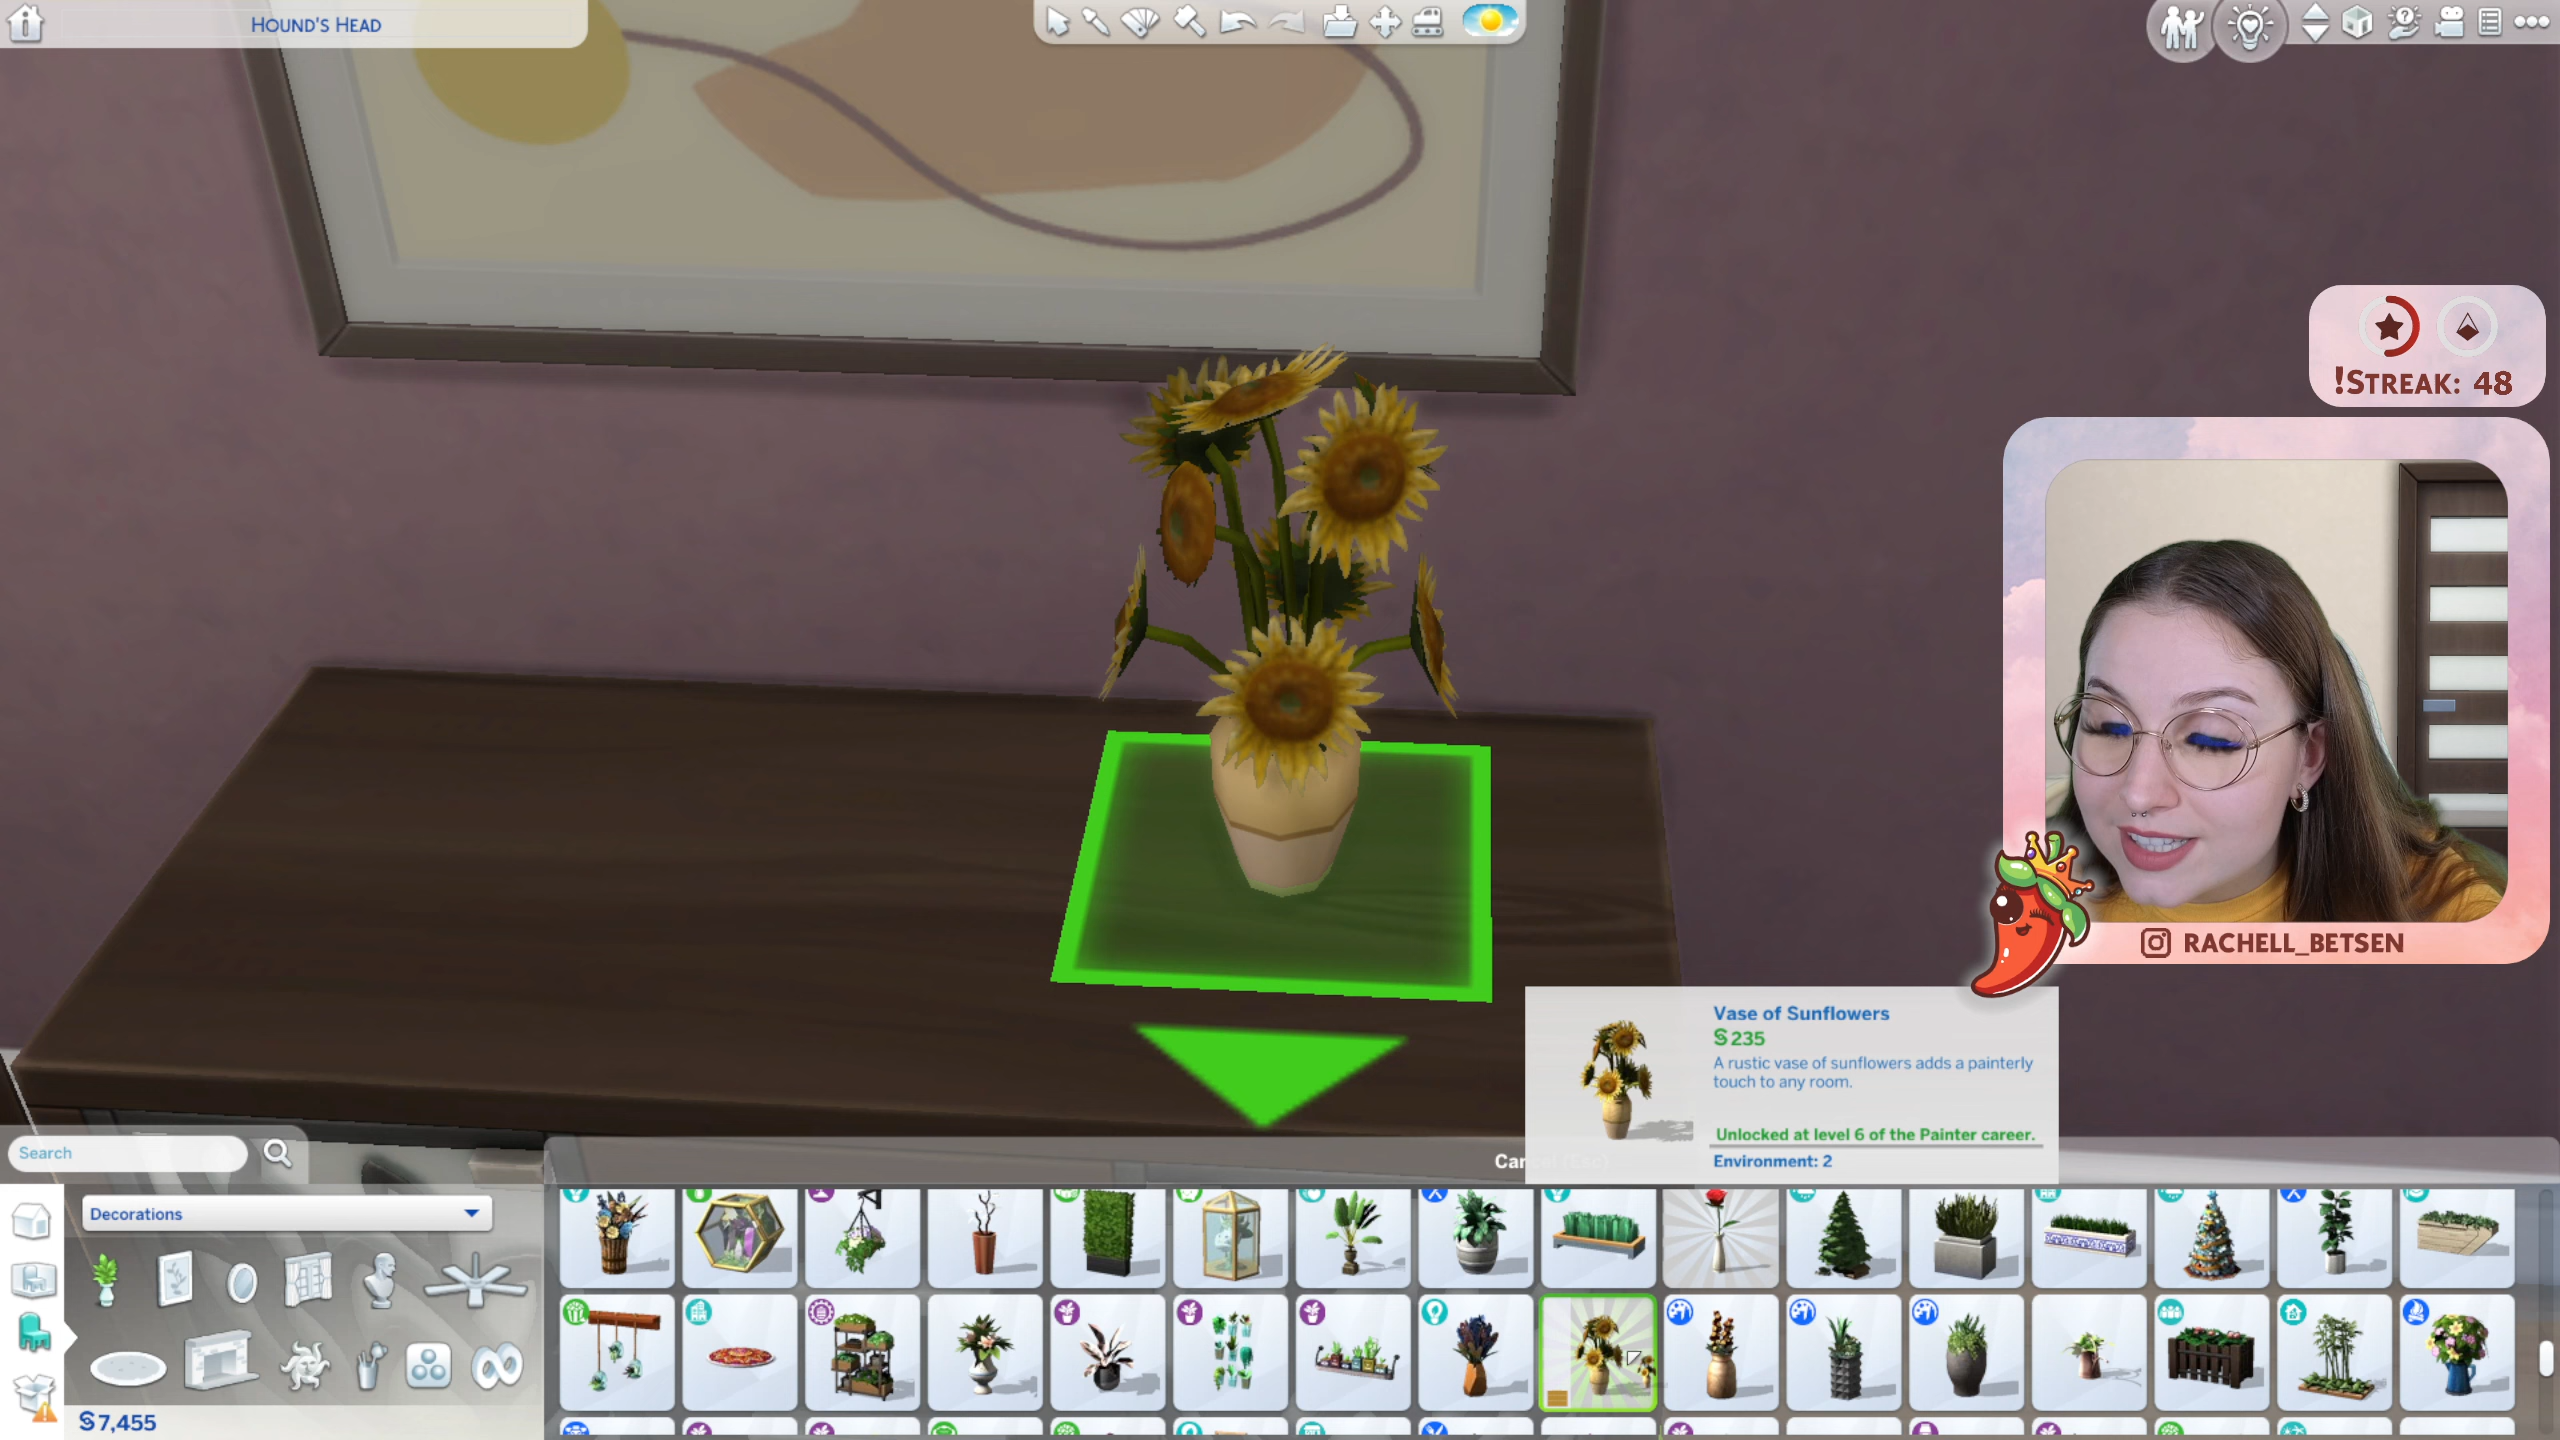 HOUND'S HEAD
!STREAK: 48
RACHELL_BETSEN
Vase of Sunflowers
§235
A rustic vase of sunflowers adds a painterly
touch to any room.
Unlocked at level 6 of the Painter career.
Environment: 2
Search
Decorations
§7,455